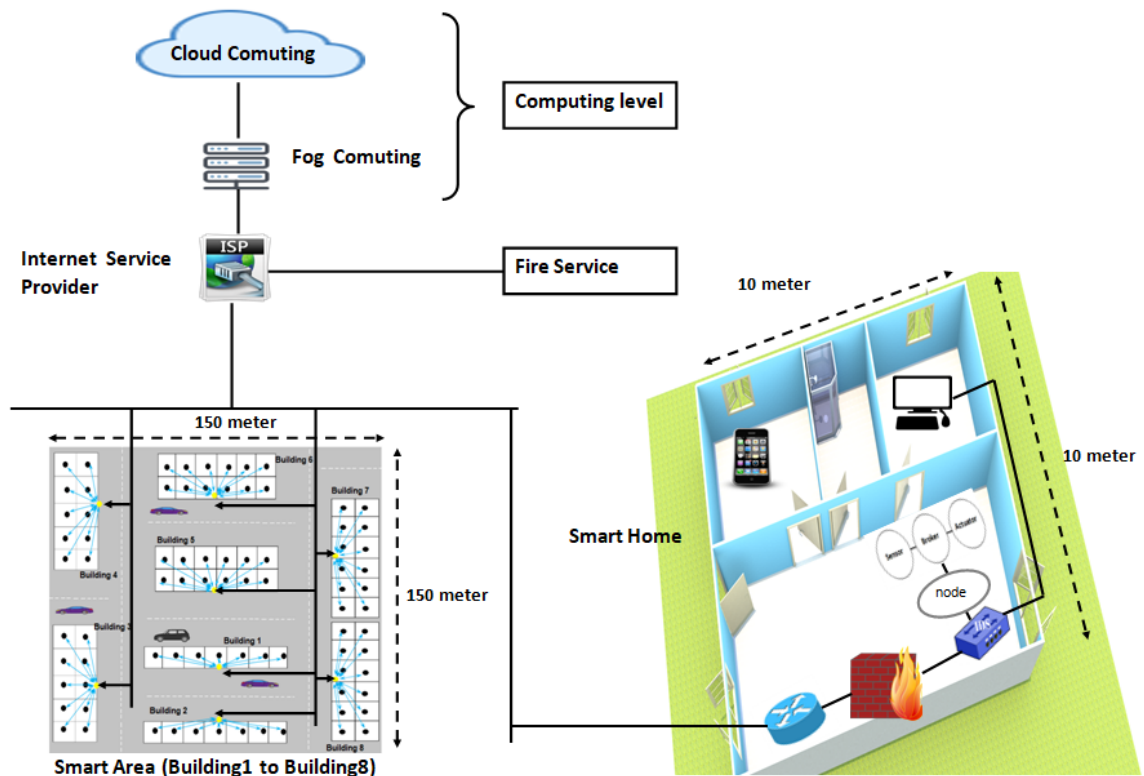 Cloud Comuting
Computing level
Fog Comuting
ISP
Internet Service
Provider
Fire Service
10 meter
150 meter
Building 6
Building 7
10 meter
Building 5
Building 4
Smart Home
Sensor
Broker
Actuator
node
150 meter
Building 3
Building 1
Building 2
Building 8
Smart Area (Building1 to Building8)